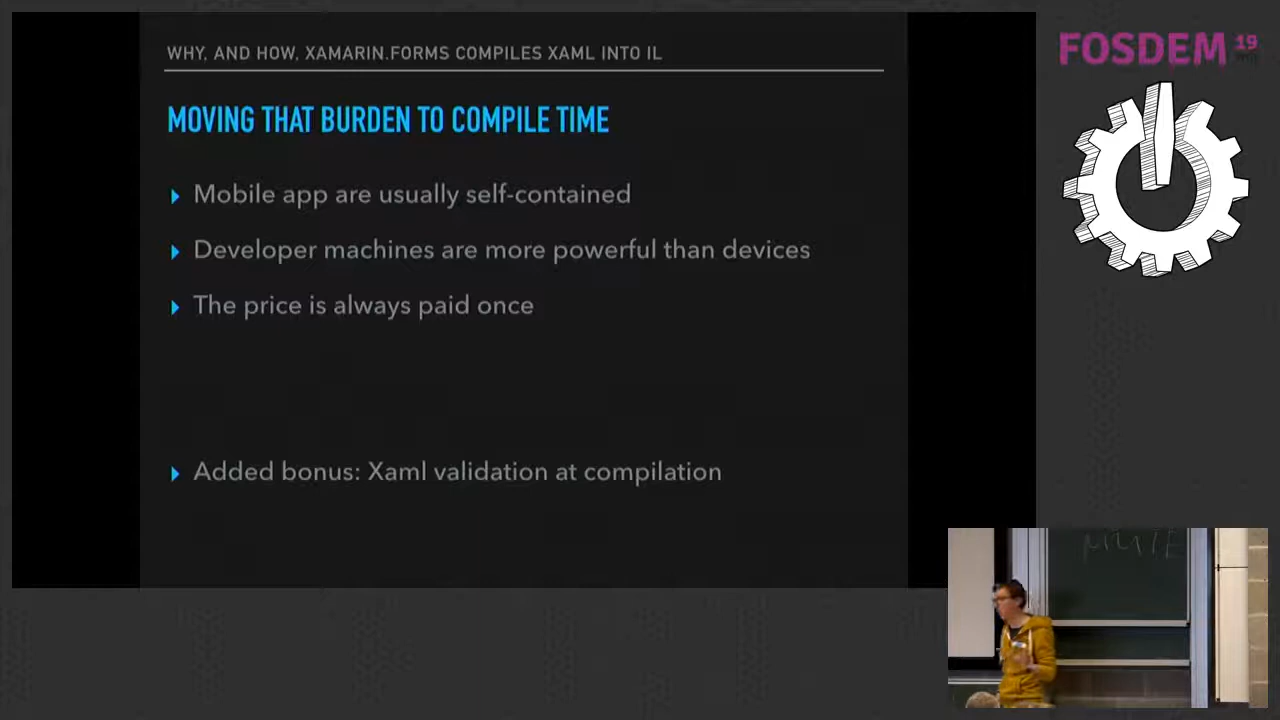 WHY, AND HOW, XAMARIN.FORMS COMPILES XAML INTO IL
MOVING THAT BURDEN TO COMPILE TIME
Mobile app are usually self-contained
Developer machines are more powerful than devices
The price is always paid once
Added bonus: Xaml validation at compilation
FOSDEM 19
MUTE